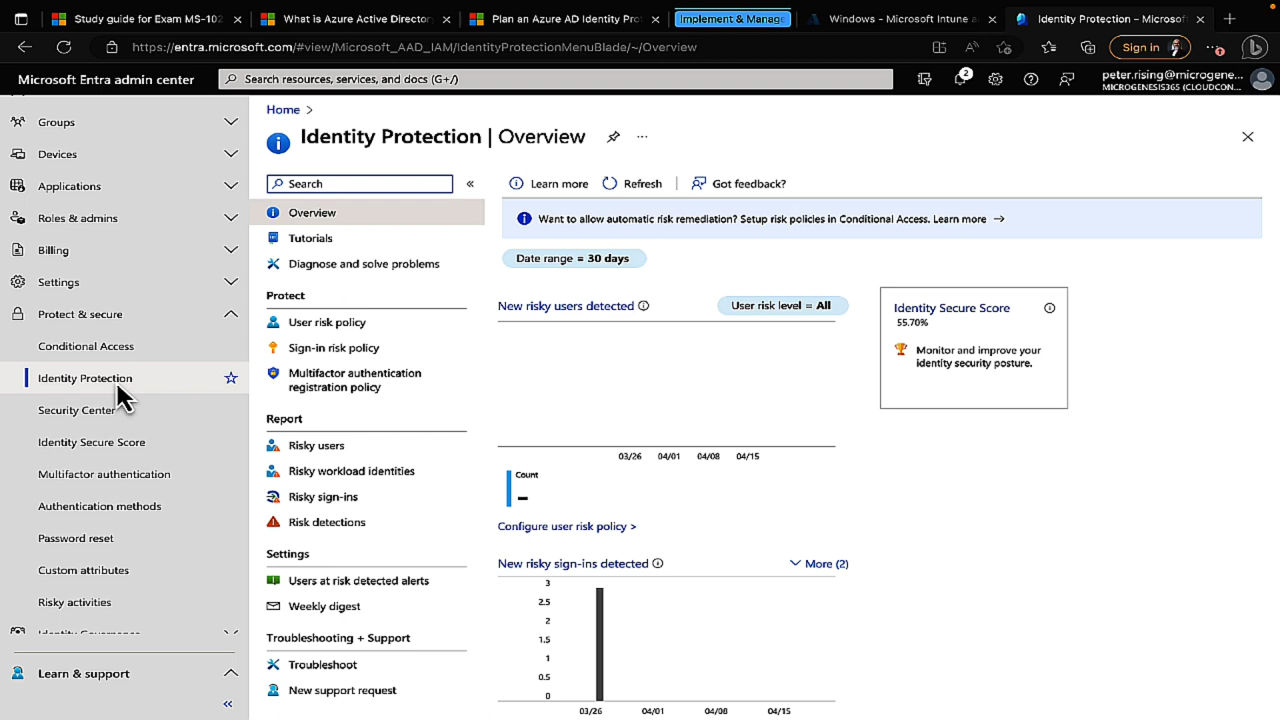 Study guide for Exam MS-102
What is Azure Active Director
Plan an Azure AD Identity Prot
Implement & Manage
Windows - Microsoft Intune a
Identity Protection - Microsof
https://entra.microsoft.com/#view/Microsoft_AAD_IAM/IdentityProtectionMenuBlade/~/Overview
Sign in
Microsoft Entra admin center
Search resources, services, and docs (G+/)
2
peter.rising@microgene...
MICROGENESIS365 (CLOUDCON...
Groups
Devices
Applications
Roles & admins
Billing
Settings
Protect & secure
Conditional Access
Identity Protection
Security Center
Identity Secure Score
Multifactor authentication
Authentication methods
Password reset
Custom attributes
Risky activities
Identity Governance
Learn & support
Home >
Identity Protection | Overview
Search
Overview
Tutorials
Diagnose and solve problems
Protect
User risk policy
Sign-in risk policy
Multifactor authentication
registration policy
Report
Risky users
Risky workload identities
Risky sign-ins
Risk detections
Settings
Users at risk detected alerts
Weekly digest
Troubleshooting + Support
Troubleshoot
New support request
Learn more
Refresh
Got feedback?
Want to allow automatic risk remediation? Setup risk policies in Conditional Access. Learn more →
Date range = 30 days
New risky users detected
User risk level = All
03/26 04/01 04/08 04/15
Count
--
Configure user risk policy >
New risky sign-ins detected
More (2)
3
2.5
2
1.5
1
0.5
0
03/26 04/01 04/08 04/15
Identity Secure Score
55.70%
Monitor and improve your
identity security posture.